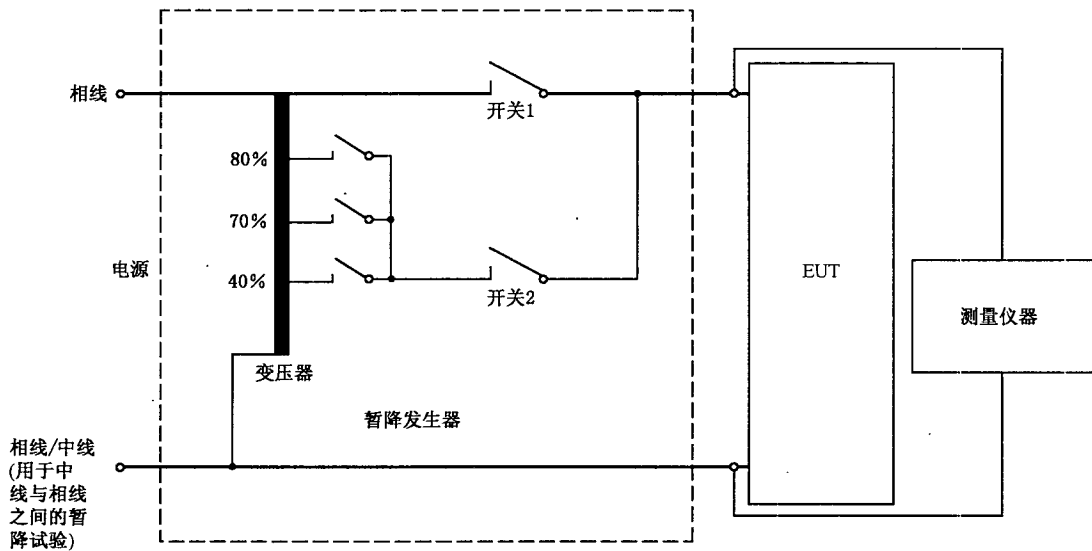 相线
开关1
80%
70%
电源
40%
开关2
EUT
测量仪器
变压器
暂降发生器
相线/中线
(用于中
线与相线
之间的暂
降试验)